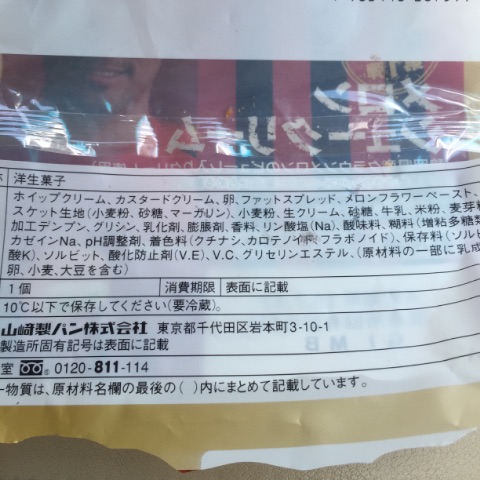 洋生菓子
ホイップクリーム、カスタードクリーム、卵、ファットスプレッド、メロンフラワーペースト、
スケット生地(小麦粉、砂糖、マーガリン)、小麦粉、生クリーム、砂糖、牛乳、米粉、麦芽糖
加工デンプン、グリシン、乳化剤、膨脹剤、香料、リン酸塩(Na)、酸味料、糊料(増粘多糖類
カゼインNa、pH調整剤、着色料(クチナシ、カロテノイド、フラボノイド)、保存料(ソルビ
酸K)、ソルビット、酸化防止剤(V.E)、V.C、グリセリンエステル、(原材料の一部に乳成
卵、小麦、大豆を含む)
1個 消費期限 表面に記載
10℃以下で保存してください(要冷蔵)。
山崎製パン株式会社 東京都千代田区岩本町3-10-1
製造所固有記号は表面に記載
室 0120-811-114
物質は、原材料名欄の最後の( )内にまとめて記載しています。